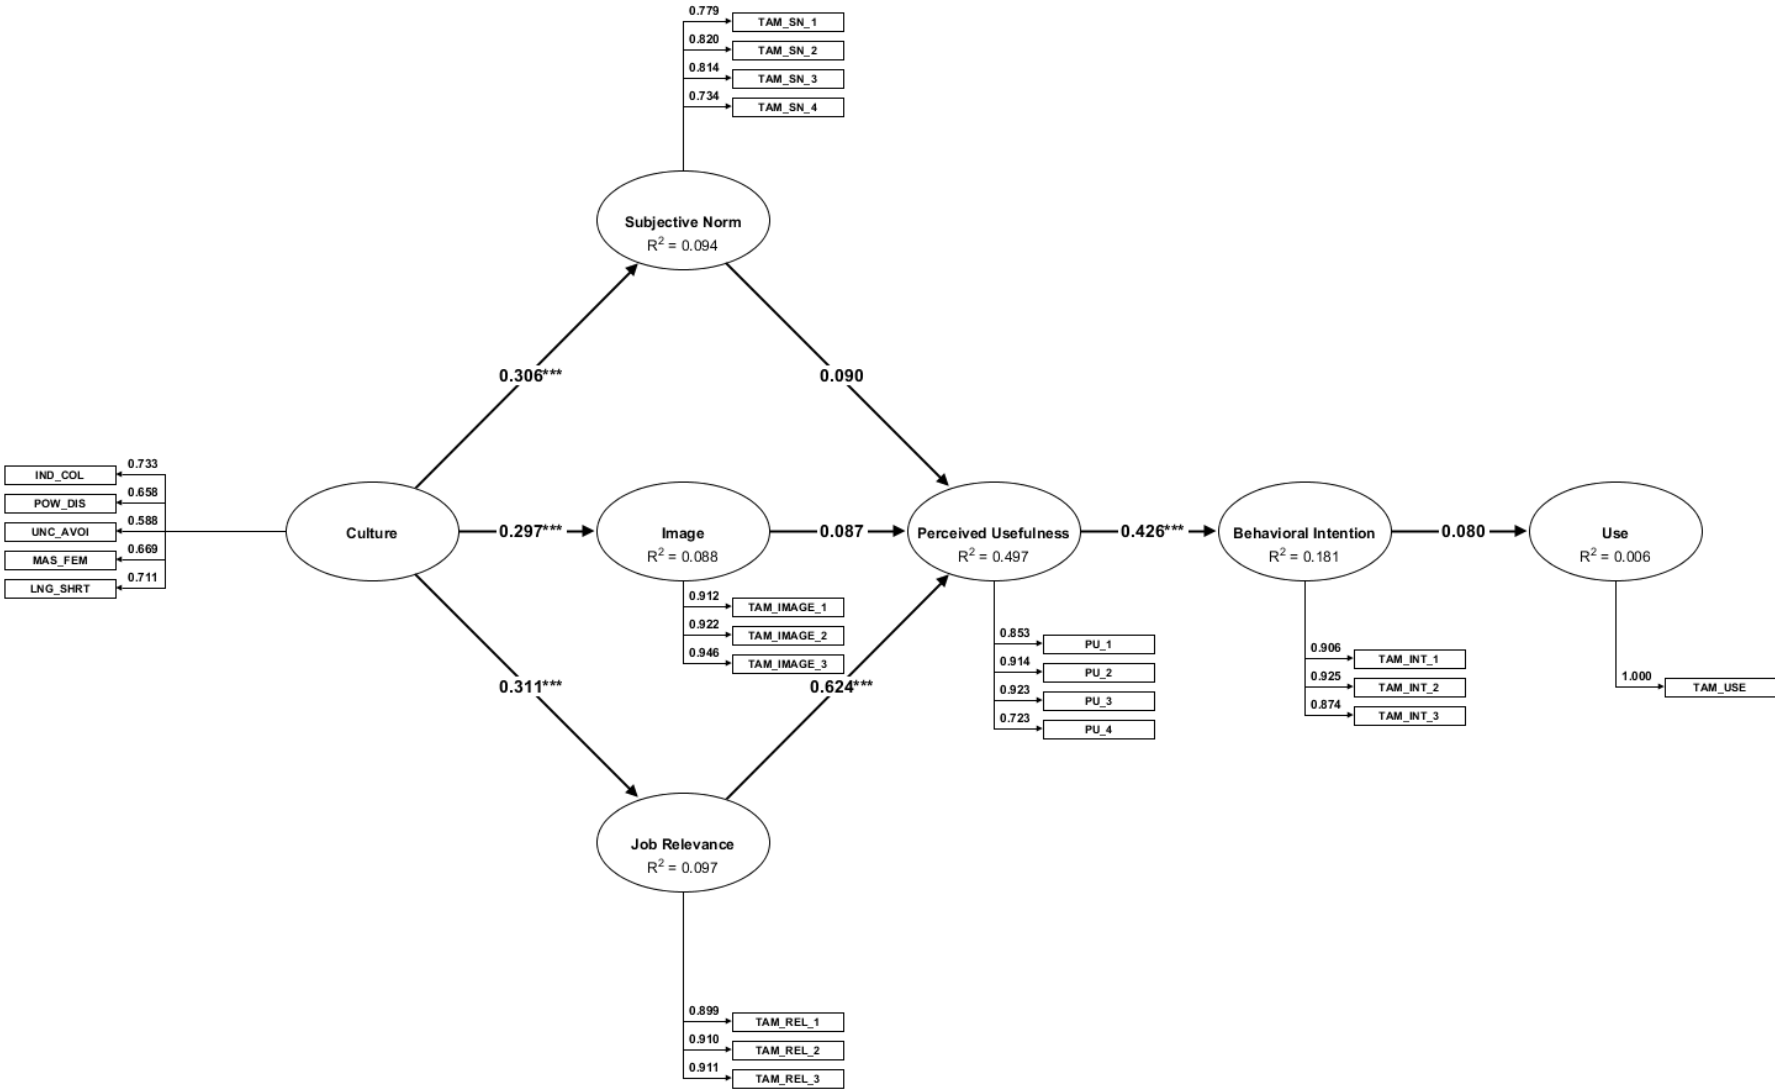 0.779
TAM_SN_1
0.820
TAM_SN_2
0.814
TAM_SN_3
0.734
TAM_SN_4
Subjective Norm
R² = 0.094
0.306***
0.090
0.733
IND_COL
0.658
POW_DIS
0.588
UNC_AVOI
0.669
MAS_FEM
0.711
LNG_SHRT
Culture
0.297***
Image
R² = 0.088
0.087
Perceived Usefulness
R² = 0.497
0.426***
Behavioral Intention
R² = 0.181
0.080
Use
R² = 0.006
0.912
TAM_IMAGE_1
0.922
TAM_IMAGE_2
0.946
TAM_IMAGE_3
0.853
PU_1
0.914
PU_2
0.923
PU_3
0.723
PU_4
0.906
TAM_INT_1
0.925
TAM_INT_2
0.874
TAM_INT_3
1.000
TAM_USE
0.311***
0.624***
Job Relevance
R² = 0.097
0.899
TAM_REL_1
0.910
TAM_REL_2
0.911
TAM_REL_3